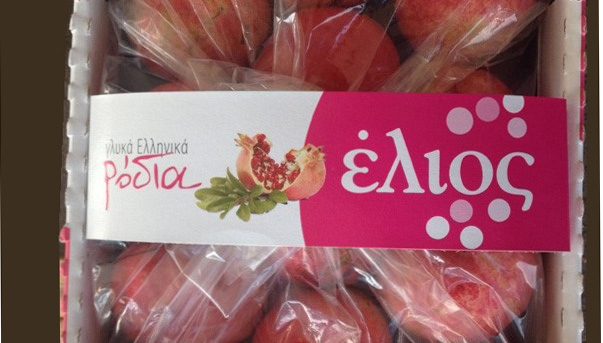 γλυκά Ελληνικά
ρόδια
έλιος